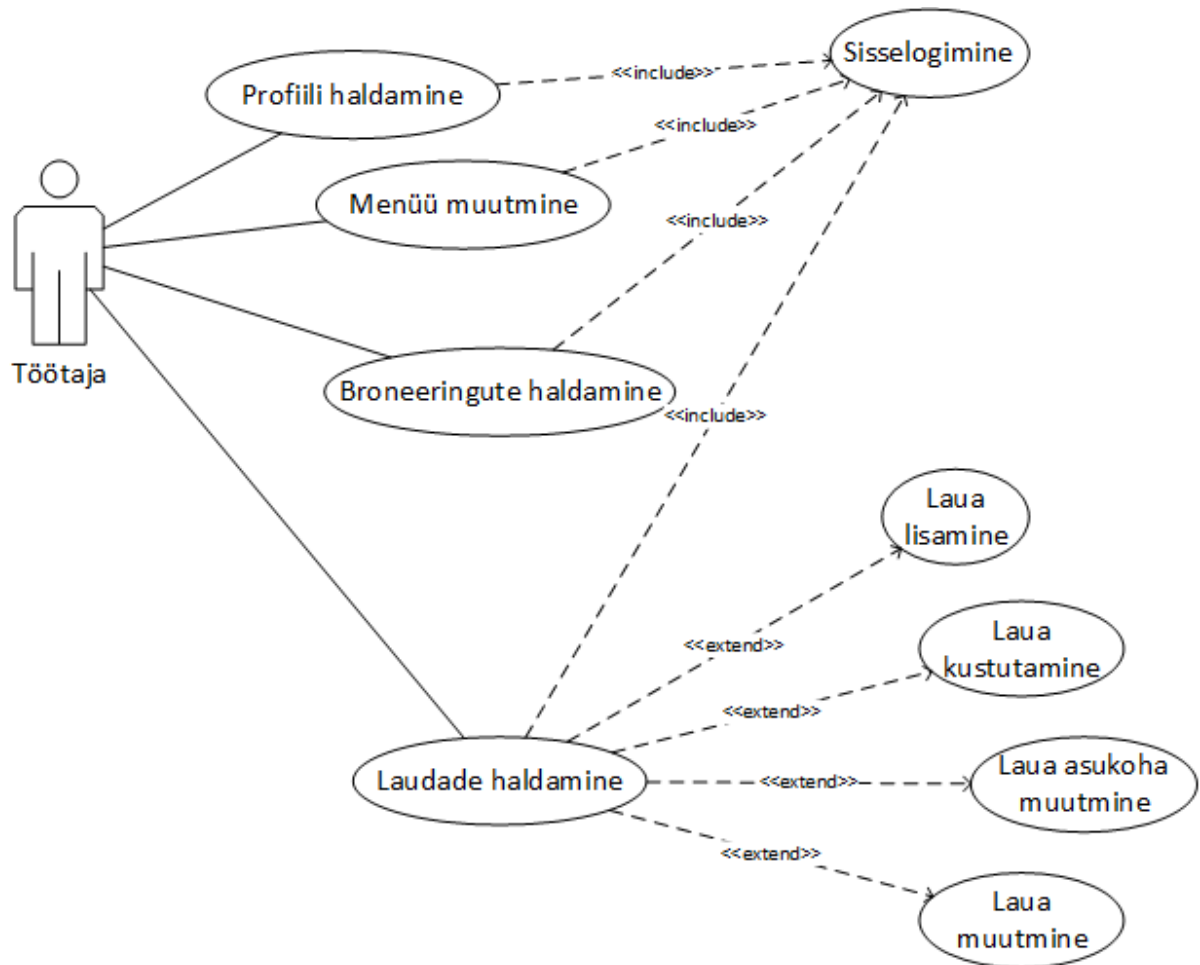 Sisselogimine
<<include>>
Profiili haldamine
<<include>>
Menüü muutmine
<<include>>
Töötaja
Broneeringute haldamine
<<include>>
Laua
lisamine
<<extend>>
Laua
kustutamine
<<extend>>
Laudade haldamine
<<extend>>
Laua asukoha
muutmine
<<extend>>
Laua
muutmine